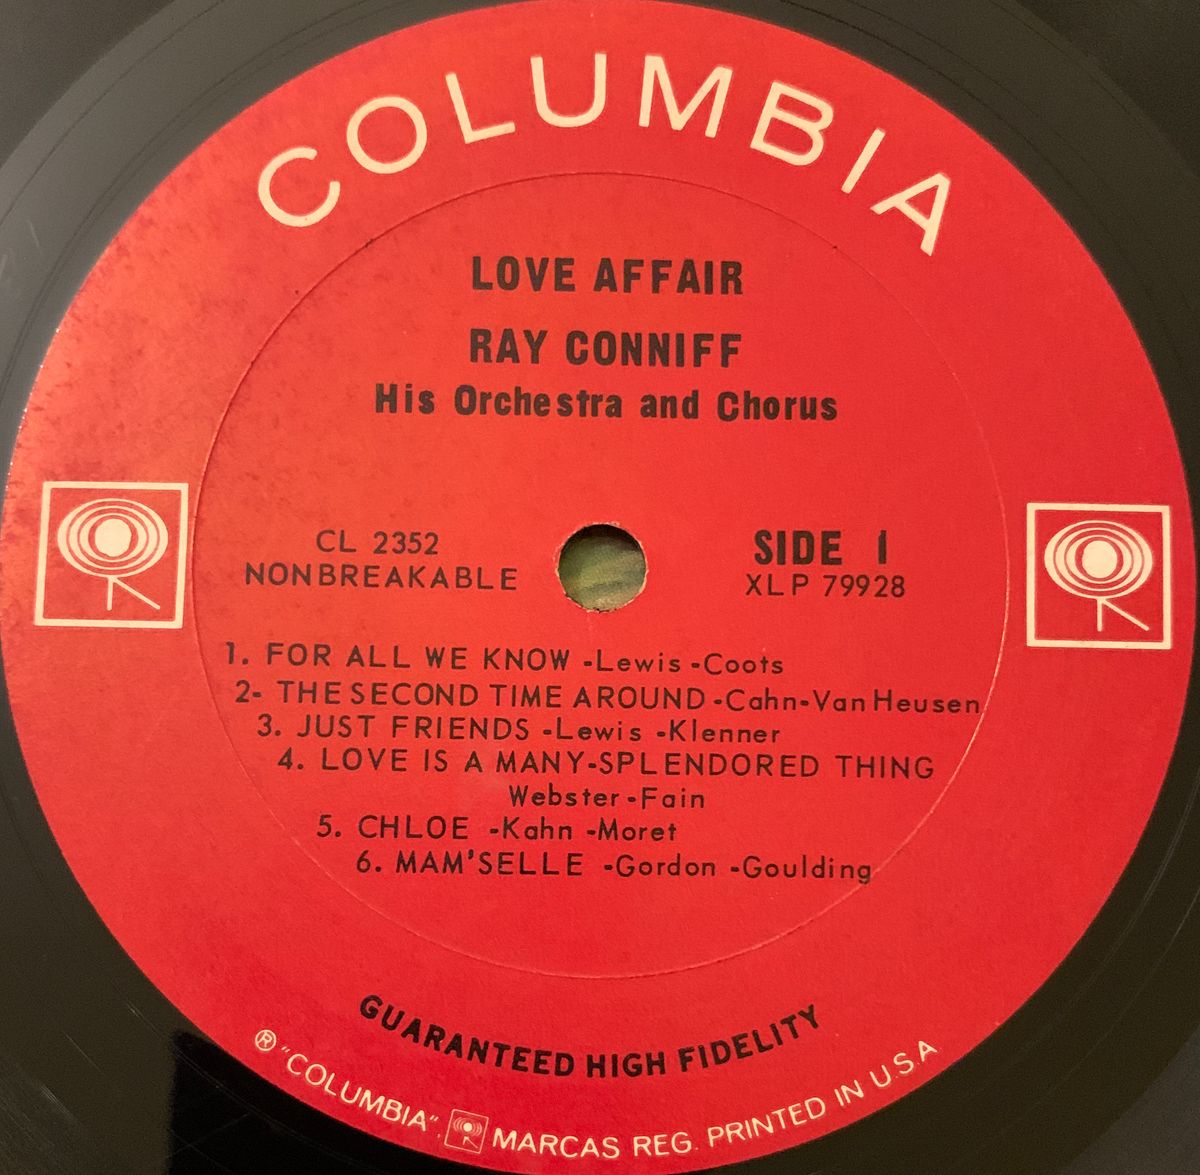 COLUMBIA
LOVE AFFAIR
RAY CONNIFF
His Orchestra and Chorus
CL 2352
NONBREAKABLE
SIDE 1
XLP 79928
1. FOR ALL WE KNOW -Lewis -Coots
2- THE SECOND TIME AROUND -Cahn-Van Heusen
3. JUST FRIENDS -Lewis -Klenner
4. LOVE IS A MANY-SPLENDORED THING
Webster -Fain
5. CHLOE -Kahn -Moret
6. MAM'SELLE -Gordon -Goulding
GUARANTEED HIGH FIDELITY
® "COLUMBIA", MARCAS REG. PRINTED IN U.S.A